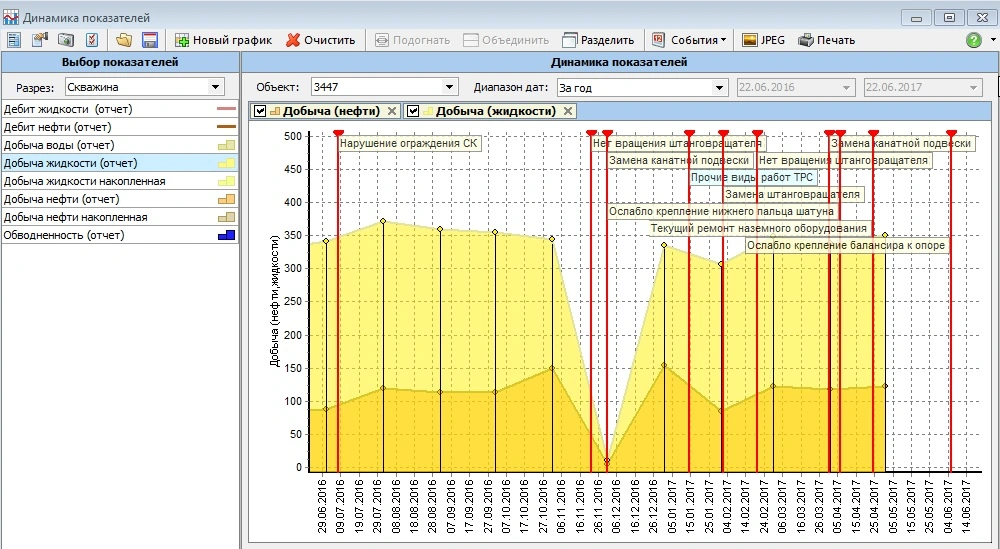 Динамика показателей
Новый график Очистить Подогнать Объединить Разделить События JPEG Печать
Выбор показателей
Разрез: Скважина
Дебит жидкости (отчет)
Дебит нефти (отчет)
Добыча воды (отчет)
Добыча жидкости (отчет)
Добыча жидкости накопленная
Добыча нефти (отчет)
Добыча нефти накопленная
Обводненность (отчет)
Динамика показателей
Объект: 3447 Диапазон дат: За год 22.06.2016 22.06.2017
Добыча (нефти) Добыча (жидкости)
Добыча (нефти,жидкости)
500
450
400
350
300
250
200
150
100
50
0
Нарушение ограждения СК
Нет вращения штанговращателя
Замена канатной подвески
Замена канатной подвески
Нет вращения штанговращателя
Прочие виды работ ТРС
Замена штанговращателя
Ослабло крепление нижнего пальца шатуна
Текущий ремонт наземного оборудования
Ослабло крепление балансира к опоре
29.06.2016
09.07.2016
19.07.2016
29.07.2016
08.08.2016
18.08.2016
28.08.2016
07.09.2016
17.09.2016
27.09.2016
07.10.2016
17.10.2016
27.10.2016
06.11.2016
16.11.2016
26.11.2016
06.12.2016
16.12.2016
26.12.2016
05.01.2017
15.01.2017
25.01.2017
04.02.2017
14.02.2017
24.02.2017
06.03.2017
16.03.2017
26.03.2017
05.04.2017
15.04.2017
25.04.2017
05.05.2017
15.05.2017
25.05.2017
04.06.2017
14.06.2017